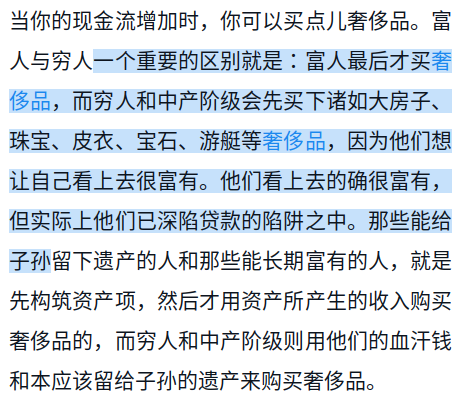 当你的现金流增加时，你可以买点儿奢侈品。富
人与穷人一个重要的区别就是：富人最后才买奢
侈品，而穷人和中产阶级会先买下诸如大房子、
珠宝、皮衣、宝石、游艇等奢侈品，因为他们想
让自己看上去很富有。他们看上去的确很富有，
但实际上他们已深陷贷款的陷阱之中。那些能给
子孙留下遗产的人和那些能长期富有的人，就是
先构筑资产项，然后才用资产所产生的收入购买
奢侈品的，而穷人和中产阶级则用他们的血汗钱
和本应该留给子孙的遗产来购买奢侈品。